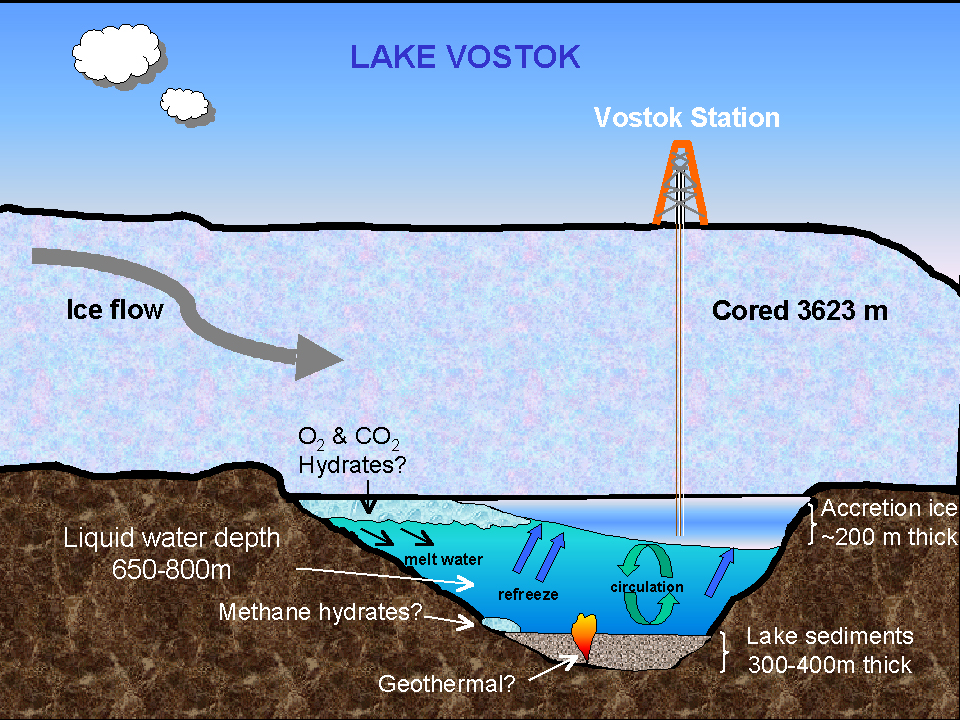 LAKE VOSTOK
Vostok Station
Ice flow
Cored 3623 m
O₂ & CO₂
Hydrates?
Accretion ice
~200 m thick
Liquid water depth
650-800m
melt water
refreeze
circulation
Methane hydrates?
Lake sediments
300-400m thick
Geothermal?